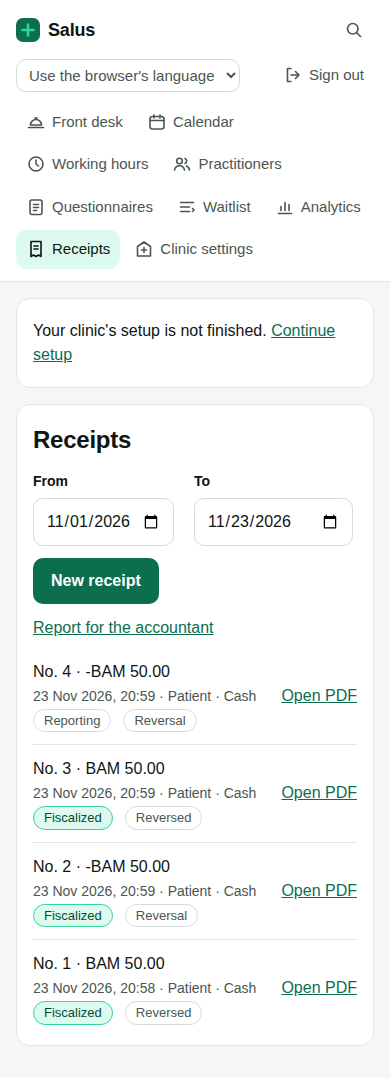 Salus
Use the browser's language
Sign out
Front desk
Calendar
Working hours
Practitioners
Questionnaires
Waitlist
Analytics
Receipts
Clinic settings
Your clinic's setup is not finished. Continue
setup
Receipts
From
To
11/01/2026
11/23/2026
New receipt
Report for the accountant
No. 4 · -BAM 50.00
23 Nov 2026, 20:59 · Patient · Cash
Open PDF
Reporting
Reversal
No. 3 · BAM 50.00
23 Nov 2026, 20:59 · Patient · Cash
Open PDF
Fiscalized
Reversed
No. 2 · -BAM 50.00
23 Nov 2026, 20:59 · Patient · Cash
Open PDF
Fiscalized
Reversal
No. 1 · BAM 50.00
23 Nov 2026, 20:58 · Patient · Cash
Open PDF
Fiscalized
Reversed